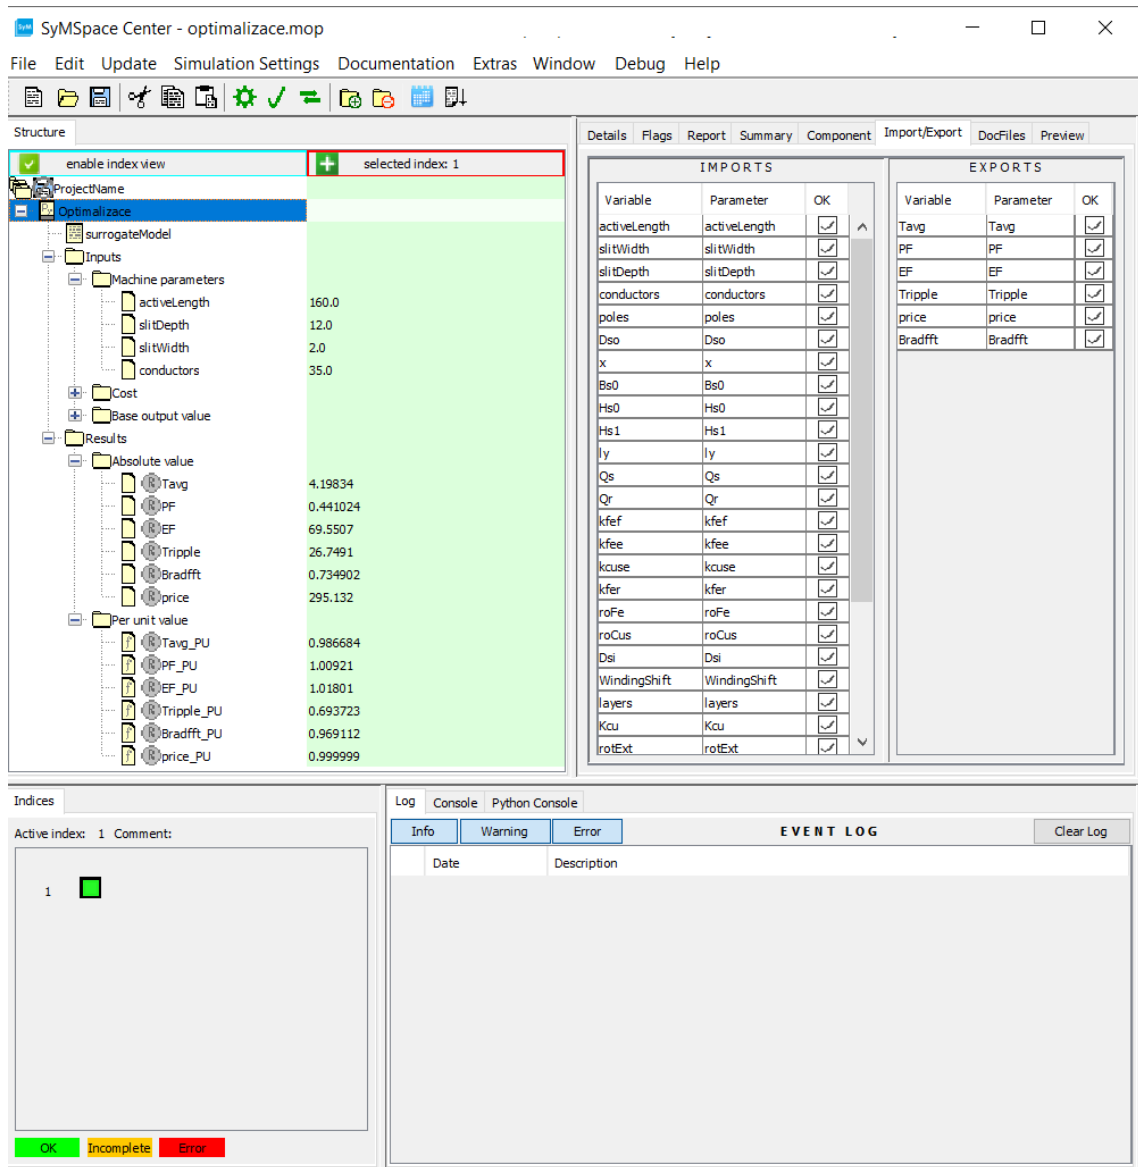 SyMSpace Center - optimalizace.mop
File Edit Update Simulation Settings Documentation Extras Window Debug Help
Structure
enable index view selected index: 1
ProjectName
Optimalizace
surrogateModel
Inputs
Machine parameters
activeLength 160.0
slitDepth 12.0
slitWidth 2.0
conductors 35.0
Cost
Base output value
Results
Absolute value
Tavg 4.19834
PF 0.441024
EF 69.5507
Tripple 26.7491
Bradfft 0.734902
price 295.132
Per unit value
Tavg_PU 0.986684
PF_PU 1.00921
EF_PU 1.01801
Tripple_PU 0.693723
Bradfft_PU 0.969112
price_PU 0.999999
Details Flags Report Summary Component Import/Export DocFiles Preview
IMPORTS
Variable Parameter OK
activeLength activeLength
slitWidth slitWidth
slitDepth slitDepth
conductors conductors
poles poles
Dso Dso
x x
Bs0 Bs0
Hs0 Hs0
Hs1 Hs1
ly ly
Qs Qs
Qr Qr
kfef kfef
kfee kfee
kcuse kcuse
kfer kfer
roFe roFe
roCus roCus
Dsi Dsi
WindingShift WindingShift
layers layers
Kcu Kcu
rotExt rotExt
EXPORTS
Variable Parameter OK
Tavg Tavg
PF PF
EF EF
Tripple Tripple
price price
Bradfft Bradfft
Indices
Active index: 1 Comment:
1
OK Incomplete Error
Log Console Python Console
Info Warning Error EVENT LOG Clear Log
Date Description